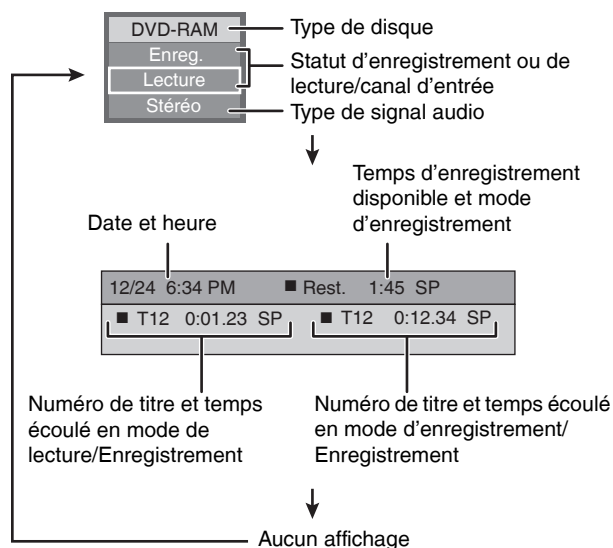 DVD-RAM
Type de disque
Enreg.
Lecture
Statut d'enregistrement ou de
lecture/canal d'entrée
Stéréo
Type de signal audio
Temps d'enregistrement
disponible et mode
d'enregistrement
Date et heure
12/24 6:34 PM ■ Rest. 1:45 SP
■ T12 0:01.23 SP ■ T12 0:12.34 SP
Numéro de titre et temps
écoulé en mode de
lecture/Enregistrement
Numéro de titre et temps écoulé
en mode d'enregistrement/
Enregistrement
Aucun affichage